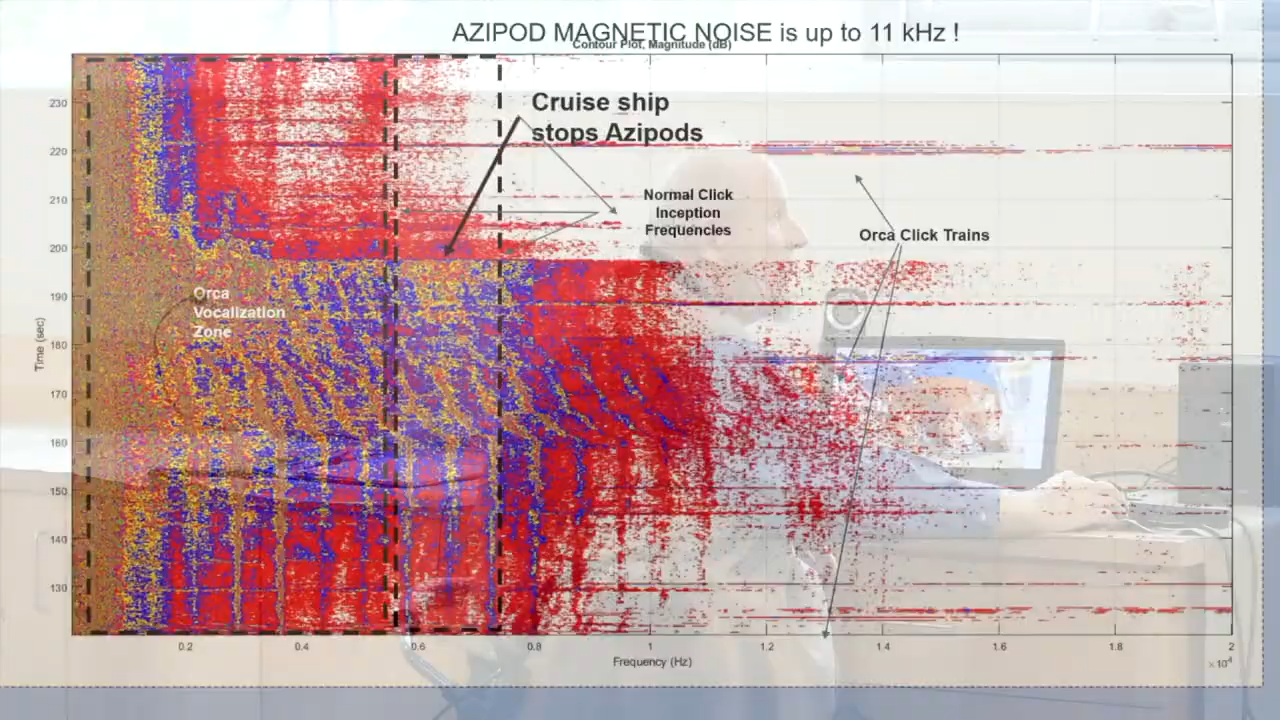 AZIPOD MAGNETIC NOISE is up to 11 kHz !
Contour Plot, Magnitude (dB)
Cruise ship
stops Azipods
Normal Click
Inception
Frequencies
Orca Click Trains
Orca
Vocalization
Zone
Time (sec)
230
220
210
200
190
180
170
160
150
140
130
0.2
0.4
0.6
0.8
1
1.2
1.4
1.6
1.8
2
×10⁴
Frequency (Hz)